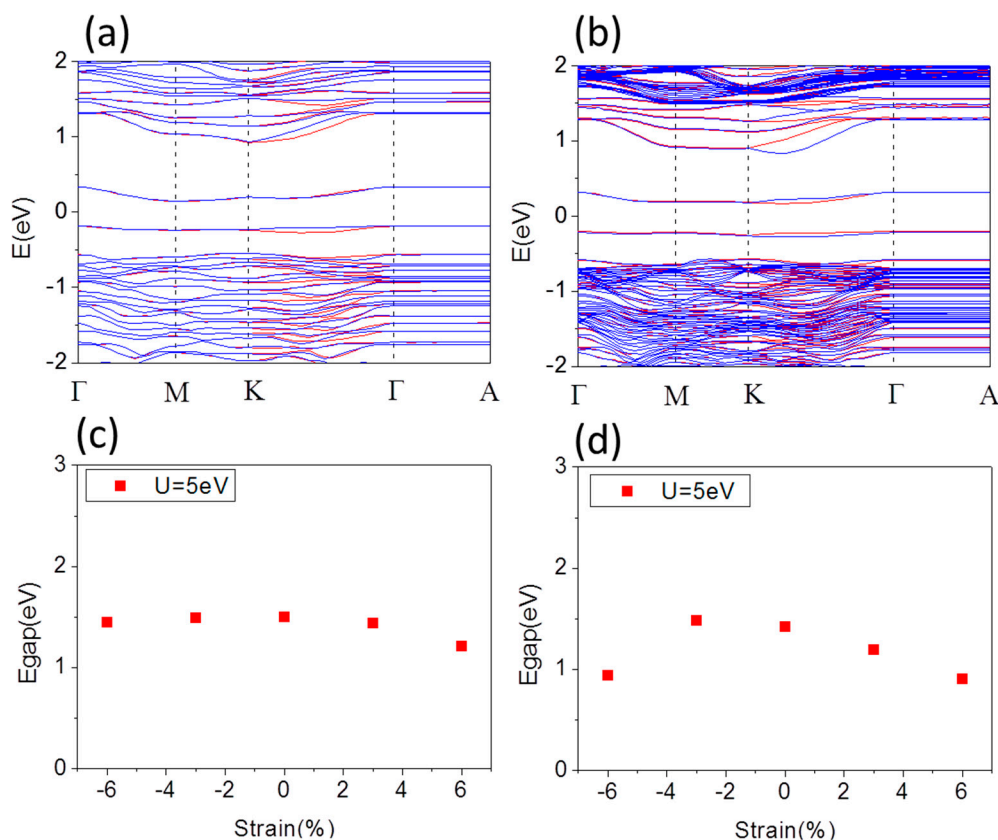 (a)
2
1
0
-1
-2
E(eV)
Γ M K Γ A
(b)
2
1
0
-1
-2
E(eV)
Γ M K Γ A
(c)
U=5eV
3
2
1
0
Egap(eV)
-6 -4 -2 0 2 4 6
Strain(%)
(d)
U=5eV
3
2
1
0
Egap(eV)
-6 -4 -2 0 2 4 6
Strain(%)